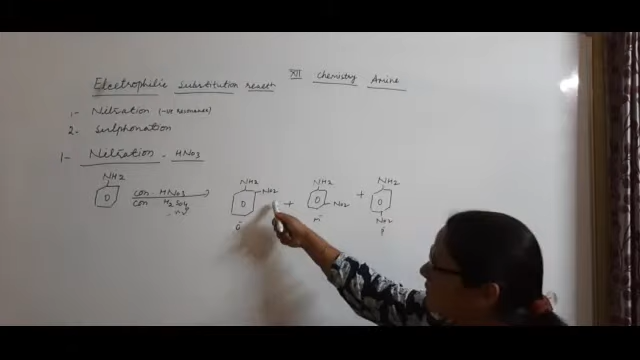 XII Chemistry Amine
Electrophilic Substitution
1.- Nitration
2. Sulphonation
1- Nitration - HNO3
NH2 NH2 NH2 NH2
con. HNO3 NO2 + NO2 +
con H2SO4 NO2
o m p